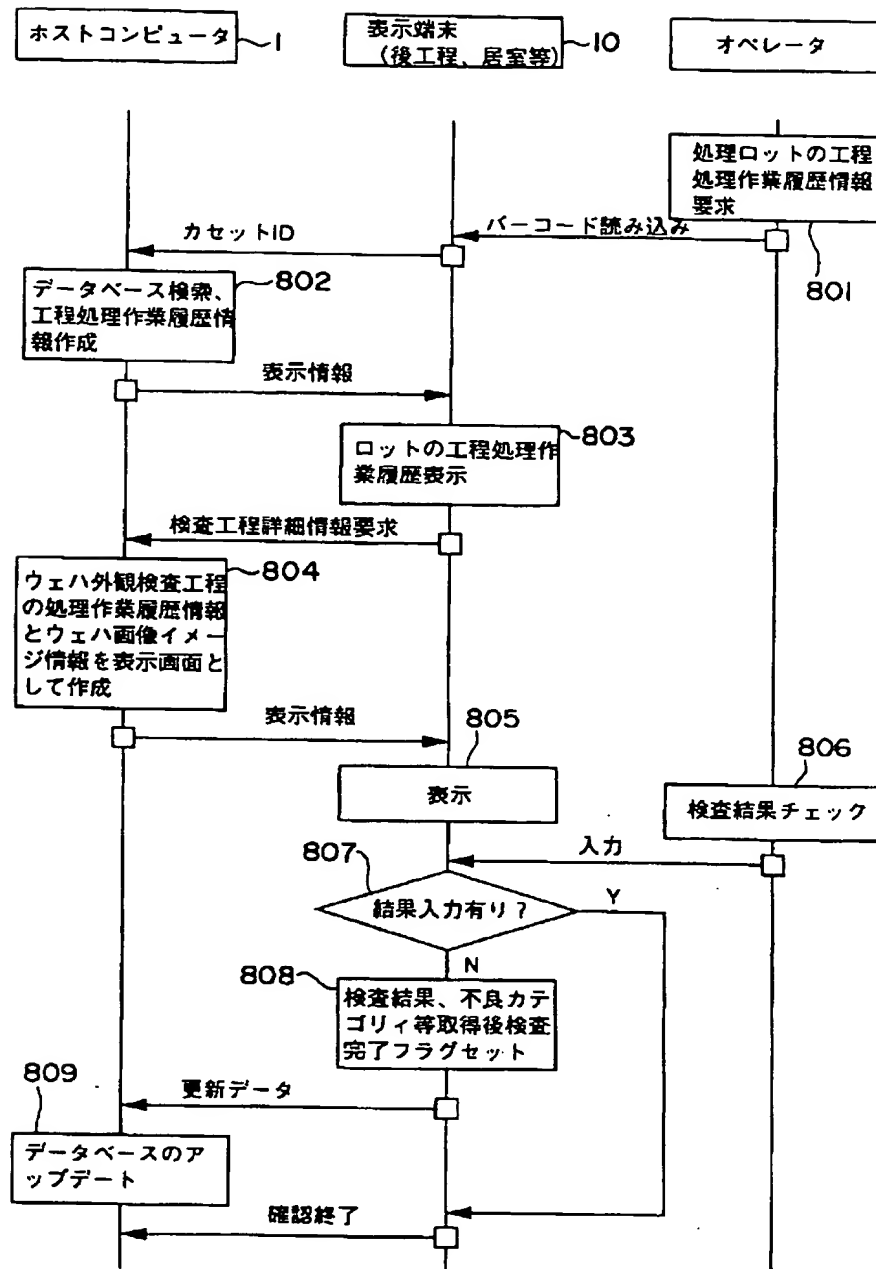 ホストコンピュータ
1
表示端末
(後工程、居室等)
10
オペレータ
処理ロットの工程
処理作業履歴情報
要求
801
バーコード読み込み
カセットID
データベース検索、
工程処理作業履歴情
報作成
802
表示情報
ロットの工程処理作
業履歴表示
803
検査工程詳細情報要求
ウェハ外観検査工程
の処理作業履歴情報
とウェハ画像イメー
ジ情報を表示画面と
して作成
804
表示情報
805
表示
806
検査結果チェック
入力
807
結果入力有り?
Y
N
808
検査結果、不良カテ
ゴリィ等取得後検査
完了フラグセット
更新データ
809
データベースのア
ップデート
確認終了